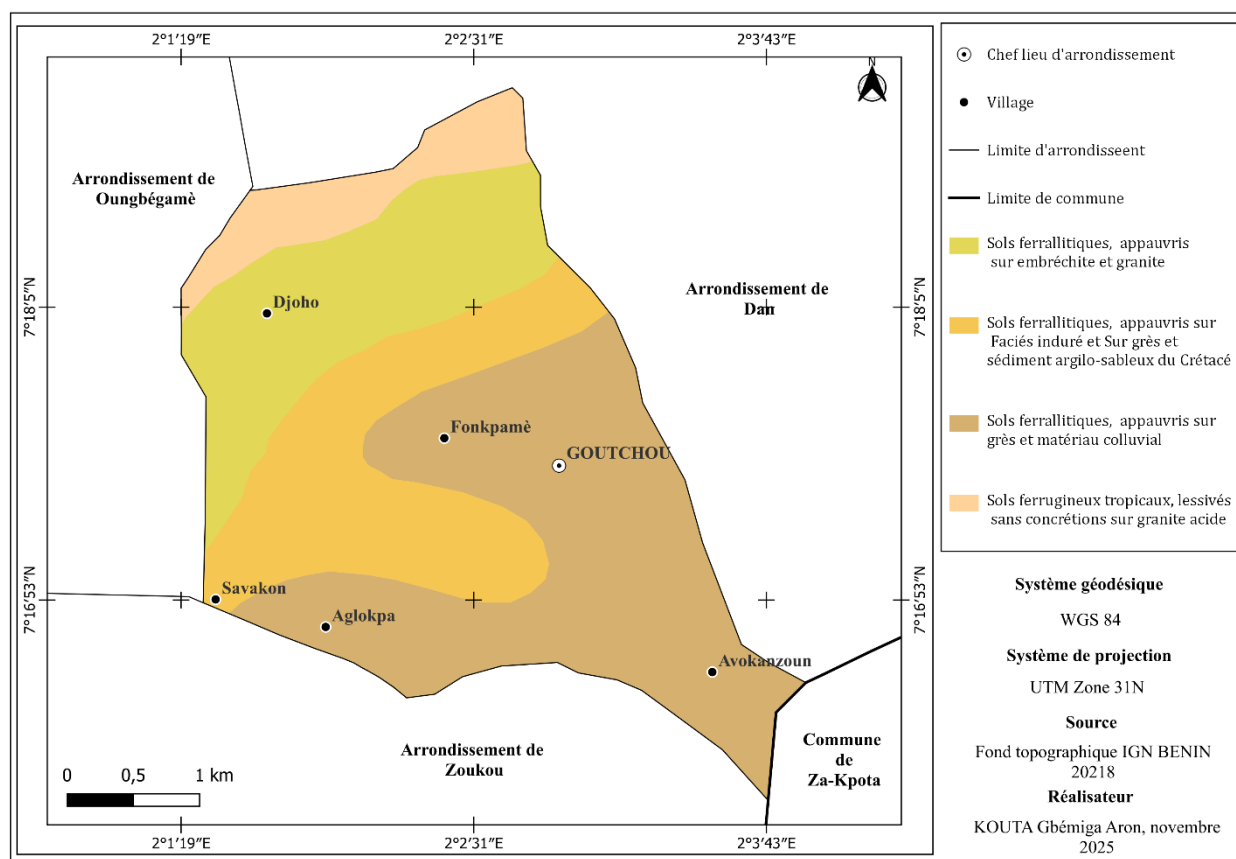 2°1′19″E
2°2′31″E
2°3′43″E
N
Arrondissement de
Oungbégamè
7°18′5″N
Djoho
Arrondissement de
Dan
7°18′5″N
Fonkpamè
GOUTCHOU
7°16′53″N
Savakon
Aglokpa
7°16′53″N
Avokanzoun
Arrondissement de
Zoukou
Commune
de
Za-Kpota
0 0,5 1 km
2°1′19″E
2°2′31″E
2°3′43″E
Chef lieu d'arrondissement
Village
Limite d'arrondisseent
Limite de commune
Sols ferrallitiques, appauvris
sur embréchite et granite
Sols ferrallitiques, appauvris sur
Faciés induré et Sur grès et
sédiment argilo-sableux du Crétacé
Sols ferrallitiques, appauvris sur
grès et matériau colluvial
Sols ferrugineux tropicaux, lessivés
sans concrétions sur granite acide
Système géodésique
WGS 84
Système de projection
UTM Zone 31N
Source
Fond topographique IGN BENIN
20218
Réalisateur
KOUTA Gbémiga Aron, novembre
2025